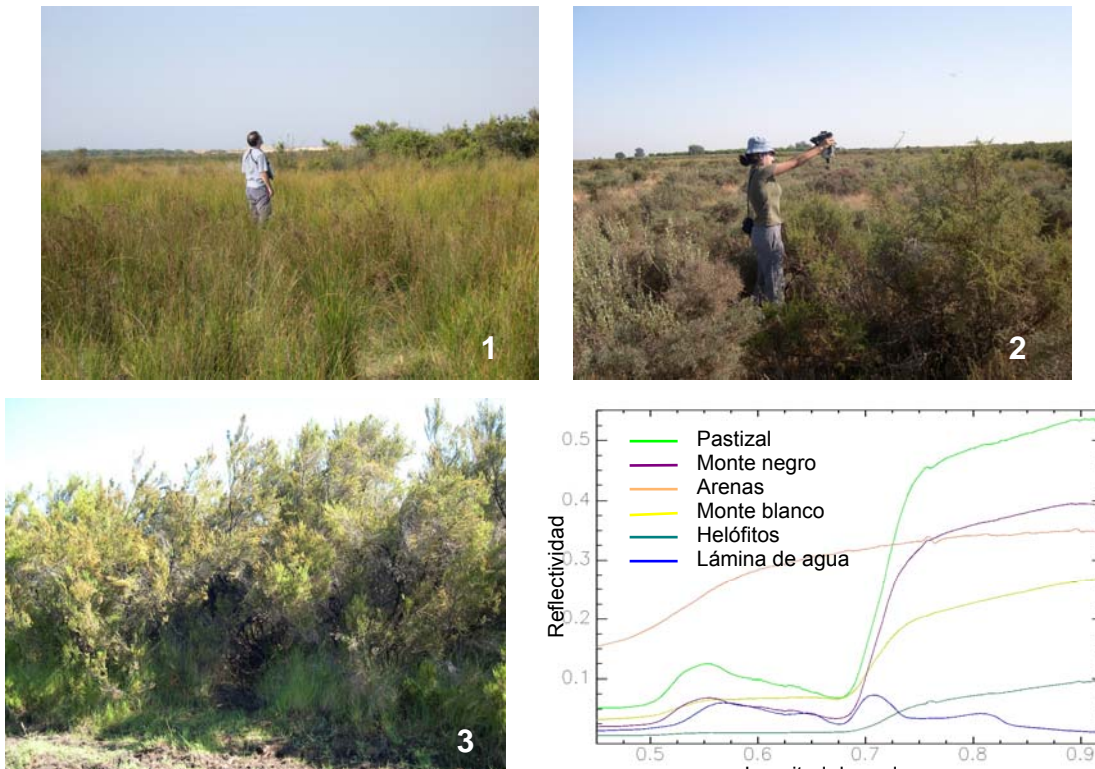 1
2
3
0.5
0.4
0.3
0.2
0.1
Reflectividad
Pastizal
Monte negro
Arenas
Monte blanco
Helófitos
Lámina de agua
0.5 0.6 0.7 0.8 0.9